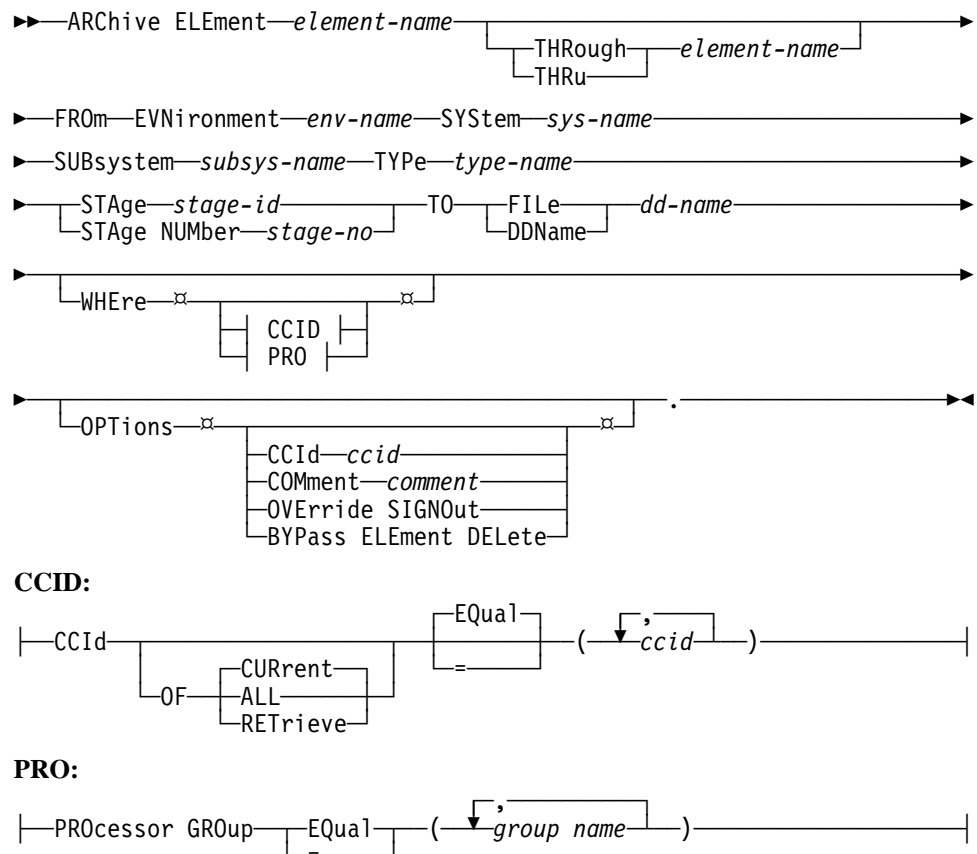 ARChive ELEment element-name
THRough element-name
THRu
FROm EVNironment env-name SYStem sys-name
SUBsystem subsys-name TYPe type-name
STAge stage-id TO FILe dd-name
STAge NUMber stage-no DDName
WHEre ¤ ¤
CCID
PRO
OPTions ¤ ¤ .
CCId ccid
COMment comment
OVErride SIGNOut
BYPass ELEment DELete
CCID:
EQual ,
CCId ( ccid )
CURrent =
OF ALL
RETrieve
PRO:
,
PROcessor GROup EQual ( group name )
=